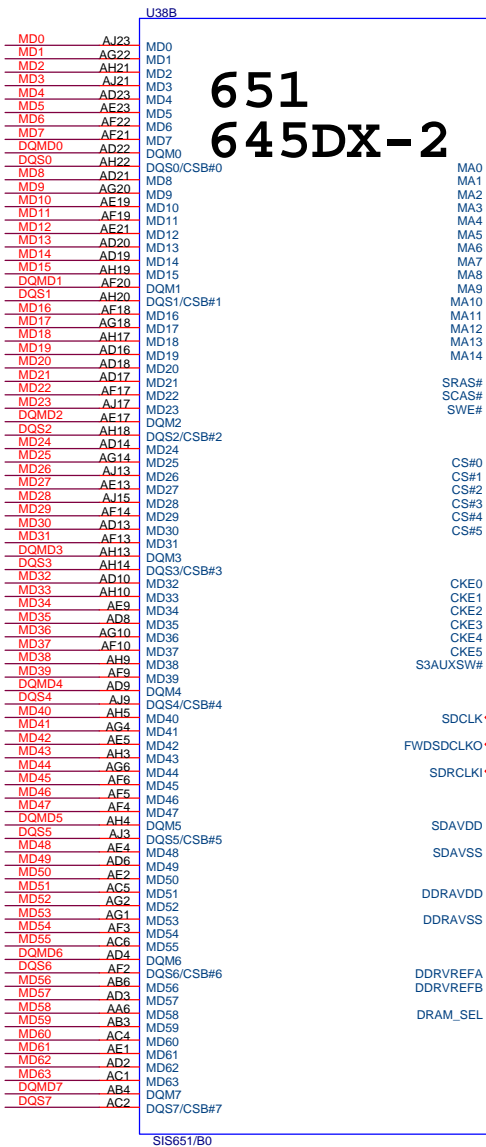 U38B
651
645DX-2
MD0 AJ23 MD0
MD1 AG22 MD1
MD2 AH21 MD2
MD3 AJ21 MD3
MD4 AD23 MD4
MD5 AE23 MD5
MD6 AF22 MD6
MD7 AF21 MD7
DQMD0 AD22 DQM0
DQS0 AH22 DQS0/CSB#0 MA0
MD8 AD21 MD8 MA1
MD9 AG20 MD9 MA2
MD10 AE19 MD10 MA3
MD11 AF19 MD11 MA4
MD12 AE21 MD12 MA5
MD13 AD20 MD13 MA6
MD14 AD19 MD14 MA7
MD15 AH19 MD15 MA8
DQMD1 AF20 DQM1 MA9
DQS1 AH20 DQS1/CSB#1 MA10
MD16 AF18 MD16 MA11
MD17 AG18 MD17 MA12
MD18 AH17 MD18 MA13
MD19 AD16 MD19 MA14
MD20 AD18 MD20
MD21 AD17 MD21 SRAS#
MD22 AF17 MD22 SCAS#
MD23 AJ17 MD23 SWE#
DQMD2 AE17 DQM2
DQS2 AH18 DQS2/CSB#2
MD24 AD14 MD24
MD25 AG14 MD25 CS#0
MD26 AJ13 MD26 CS#1
MD27 AE13 MD27 CS#2
MD28 AJ15 MD28 CS#3
MD29 AF14 MD29 CS#4
MD30 AD13 MD30 CS#5
MD31 AF13 MD31
DQMD3 AH13 DQM3
DQS3 AH14 DQS3/CSB#3
MD32 AD10 MD32 CKE0
MD33 AH10 MD33 CKE1
MD34 AE9 MD34 CKE2
MD35 AD8 MD35 CKE3
MD36 AG10 MD36 CKE4
MD37 AF10 MD37 CKE5
MD38 AH9 MD38 S3AUXSW#
MD39 AF9 MD39
DQMD4 AD9 DQM4
DQS4 AJ9 DQS4/CSB#4
MD40 AH5 MD40 SDCLK
MD41 AG4 MD41
MD42 AE5 MD42 FWDSDCLKO
MD43 AH3 MD43
MD44 AG6 MD44 SDRCLKI
MD45 AF6 MD45
MD46 AF5 MD46
MD47 AF4 MD47
DQMD5 AH4 DQM5 SDAVDD
DQS5 AJ3 DQS5/CSB#5
MD48 AE4 MD48 SDAVSS
MD49 AD6 MD49
MD50 AE2 MD50
MD51 AC5 MD51 DDRAVDD
MD52 AG2 MD52
MD53 AG1 MD53 DDRAVSS
MD54 AF3 MD54
MD55 AC6 MD55
DQMD6 AD4 DQM6
DQS6 AF2 DQS6/CSB#6 DDRVREFA
MD56 AB6 MD56 DDRVREFB
MD57 AD3 MD57
MD58 AA6 MD58 DRAM_SEL
MD59 AB3 MD59
MD60 AC4 MD60
MD61 AE1 MD61
MD62 AD2 MD62
MD63 AC1 MD63
DQMD7 AB4 DQM7
DQS7 AC2 DQS7/CSB#7
SIS651/B0